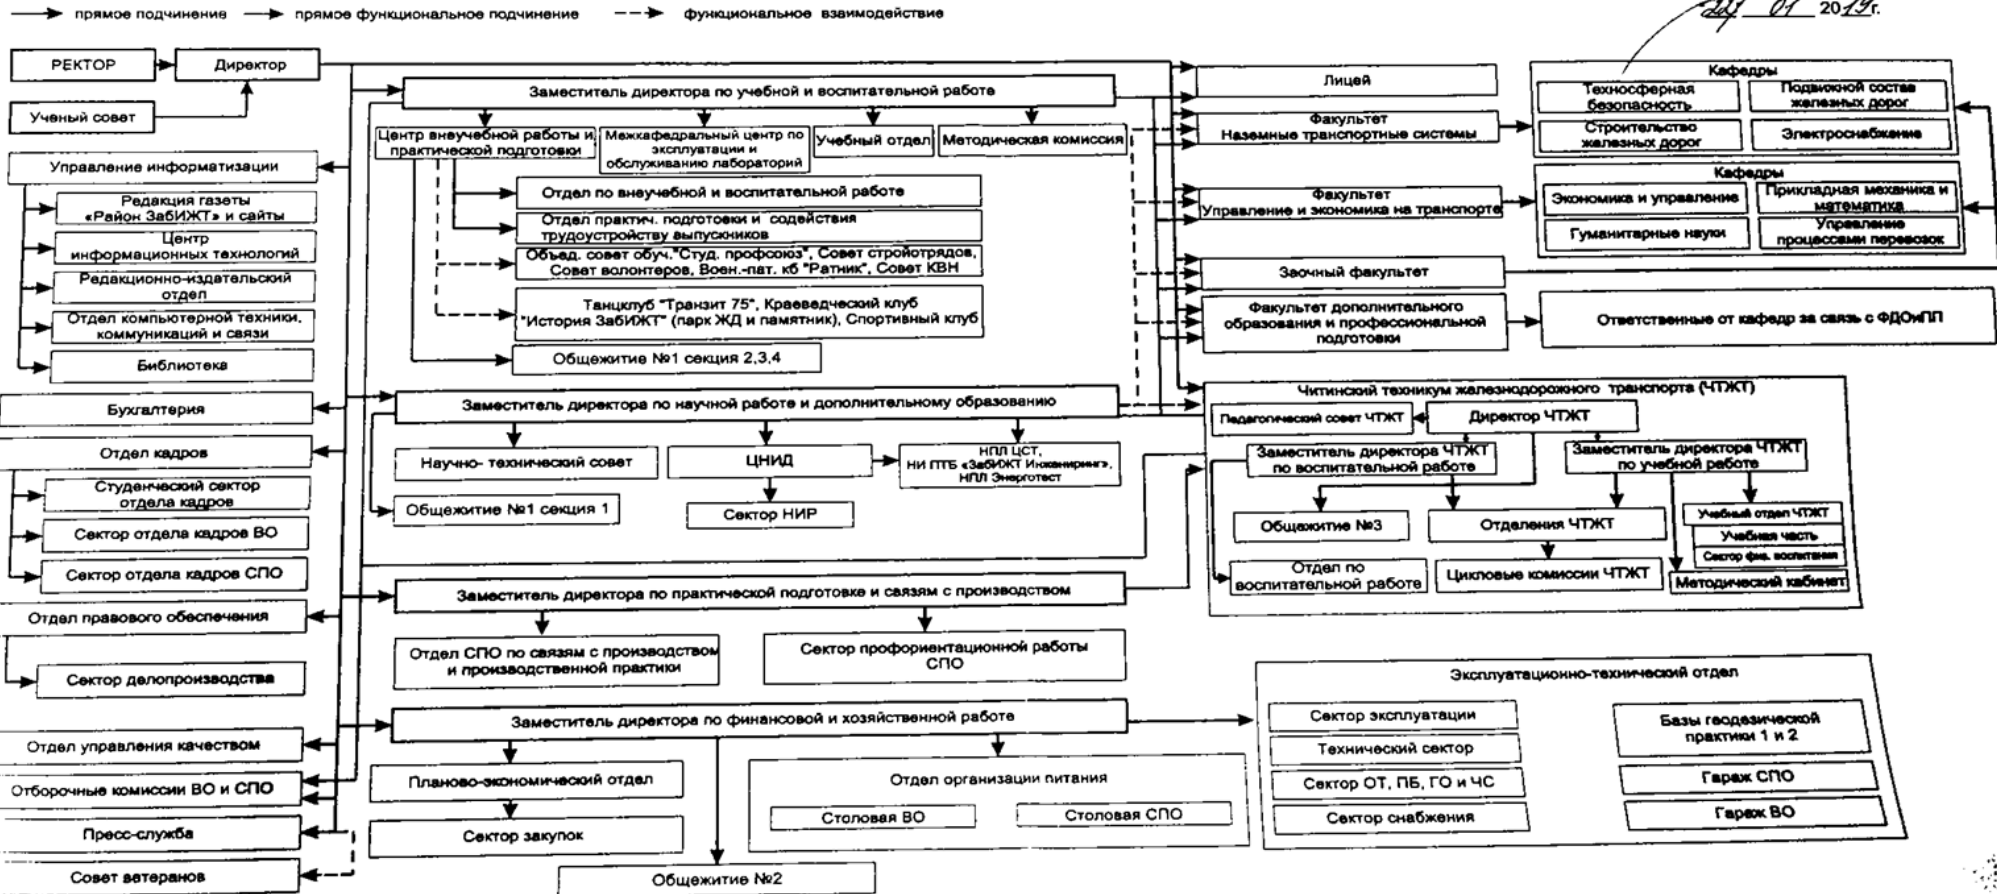 прямое подчинение
прямое функциональное подчинение
функциональное взаимодействие
01 2019г.
РЕКТОР
Директор
Ученый совет
Управление информатизации
Редакция газеты
«Район ЗабИЖТ» и сайты
Центр
информационных технологий
Редакционно-издательский
отдел
Отдел компьютерной техники,
коммуникаций и связи
Библиотека
Бухгалтерия
Отдел кадров
Студенческий сектор
отдела кадров
Сектор отдела кадров ВО
Сектор отдела кадров СПО
Отдел правового обеспечения
Сектор делопроизводства
Отдел управления качеством
Отборочные комиссии ВО и СПО
Пресс-служба
Совет ветеранов
Заместитель директора по учебной и воспитательной работе
Центр внеучебной работы и
практической подготовки
Межкафедральный центр по
эксплуатации и
обслуживанию лабораторий
Учебный отдел
Методическая комиссия
Отдел по внеучебной и воспитательной работе
Отдел практич. подготовки и содействия
трудоустройству выпускников
Объед. совет обуч."Студ. профсоюз", Совет стройотрядов,
Совет волонтеров, Воен.-пат. кб "Ратник", Совет КВН
Танцклуб "Транзит 75", Краеведческий клуб
"История ЗабИЖТ" (парк ЖД и памятник), Спортивный клуб
Общежитие №1 секция 2,3,4
Заместитель директора по научной работе и дополнительному образованию
Научно- технический совет
ЦНИД
НПЛ ЦСТ,
НИ ПТБ «ЗабИЖТ Инжиниринг»,
НПЛ Энерготест
Общежитие №1 секция 1
Сектор НИР
Заместитель директора по практической подготовке и связям с производством
Отдел СПО по связям с производством
и производственной практики
Сектор профориентационной работы
СПО
Заместитель директора по финансовой и хозяйственной работе
Планово-экономический отдел
Сектор закупок
Отдел организации питания
Столовая ВО
Столовая СПО
Общежитие №2
Лицей
Факультет
Наземные транспортные системы
Факультет
Управление и экономика на транспорте
Заочный факультет
Факультет дополнительного
образования и профессиональной
подготовки
Кафедры
Техносферная
безопасность
Подвижной состав
железных дорог
Строительство
железных дорог
Электроснабжение
Кафедры
Экономика и управление
Прикладная механика и
математика
Гуманитарные науки
Управление
процессами перевозок
Ответственные от кафедр за связь с ФДОиПП
Читинский техникум железнодорожного транспорта (ЧТЖТ)
Педагогический совет ЧТЖТ
Директор ЧТЖТ
Заместитель директора ЧТЖТ
по воспитательной работе
Заместитель директора ЧТЖТ
по учебной работе
Общежитие №3
Отделения ЧТЖТ
Учебный отдел ЧТЖТ
Учебная часть
Сектор физ. воспитания
Отдел по
воспитательной работе
Цикловые комиссии ЧТЖТ
Методический кабинет
Эксплуатационно-технический отдел
Сектор эксплуатации
Технический сектор
Сектор ОТ, ПБ, ГО и ЧС
Сектор снабжения
Базы геодезической
практики 1 и 2
Гараж СПО
Гараж ВО